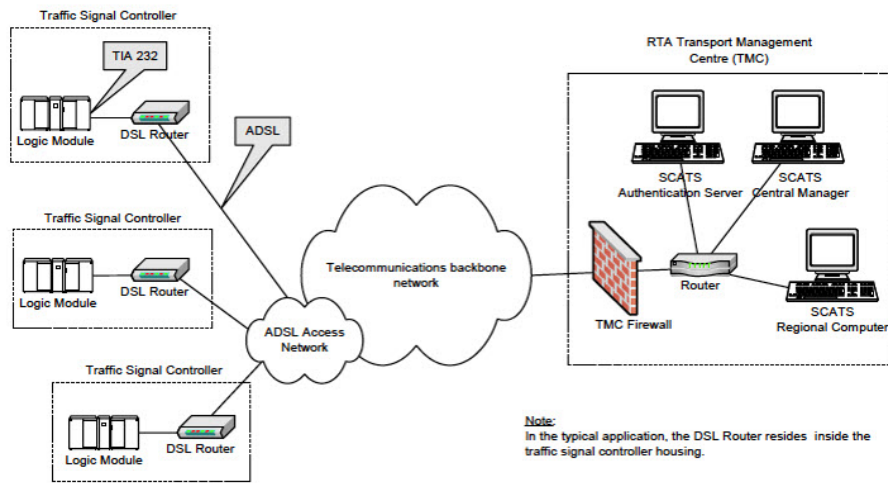 Traffic Signal Controller
TIA 232
Logic Module
DSL Router
ADSL
Traffic Signal Controller
Logic Module
DSL Router
Traffic Signal Controller
Logic Module
DSL Router
ADSL Access
Network
Telecommunications backbone
network
RTA Transport Management
Centre (TMC)
SCATS
Authentication Server
SCATS
Central Manager
TMC Firewall
Router
SCATS
Regional Computer
Note:
In the typical application, the DSL Router resides inside the
traffic signal controller housing.